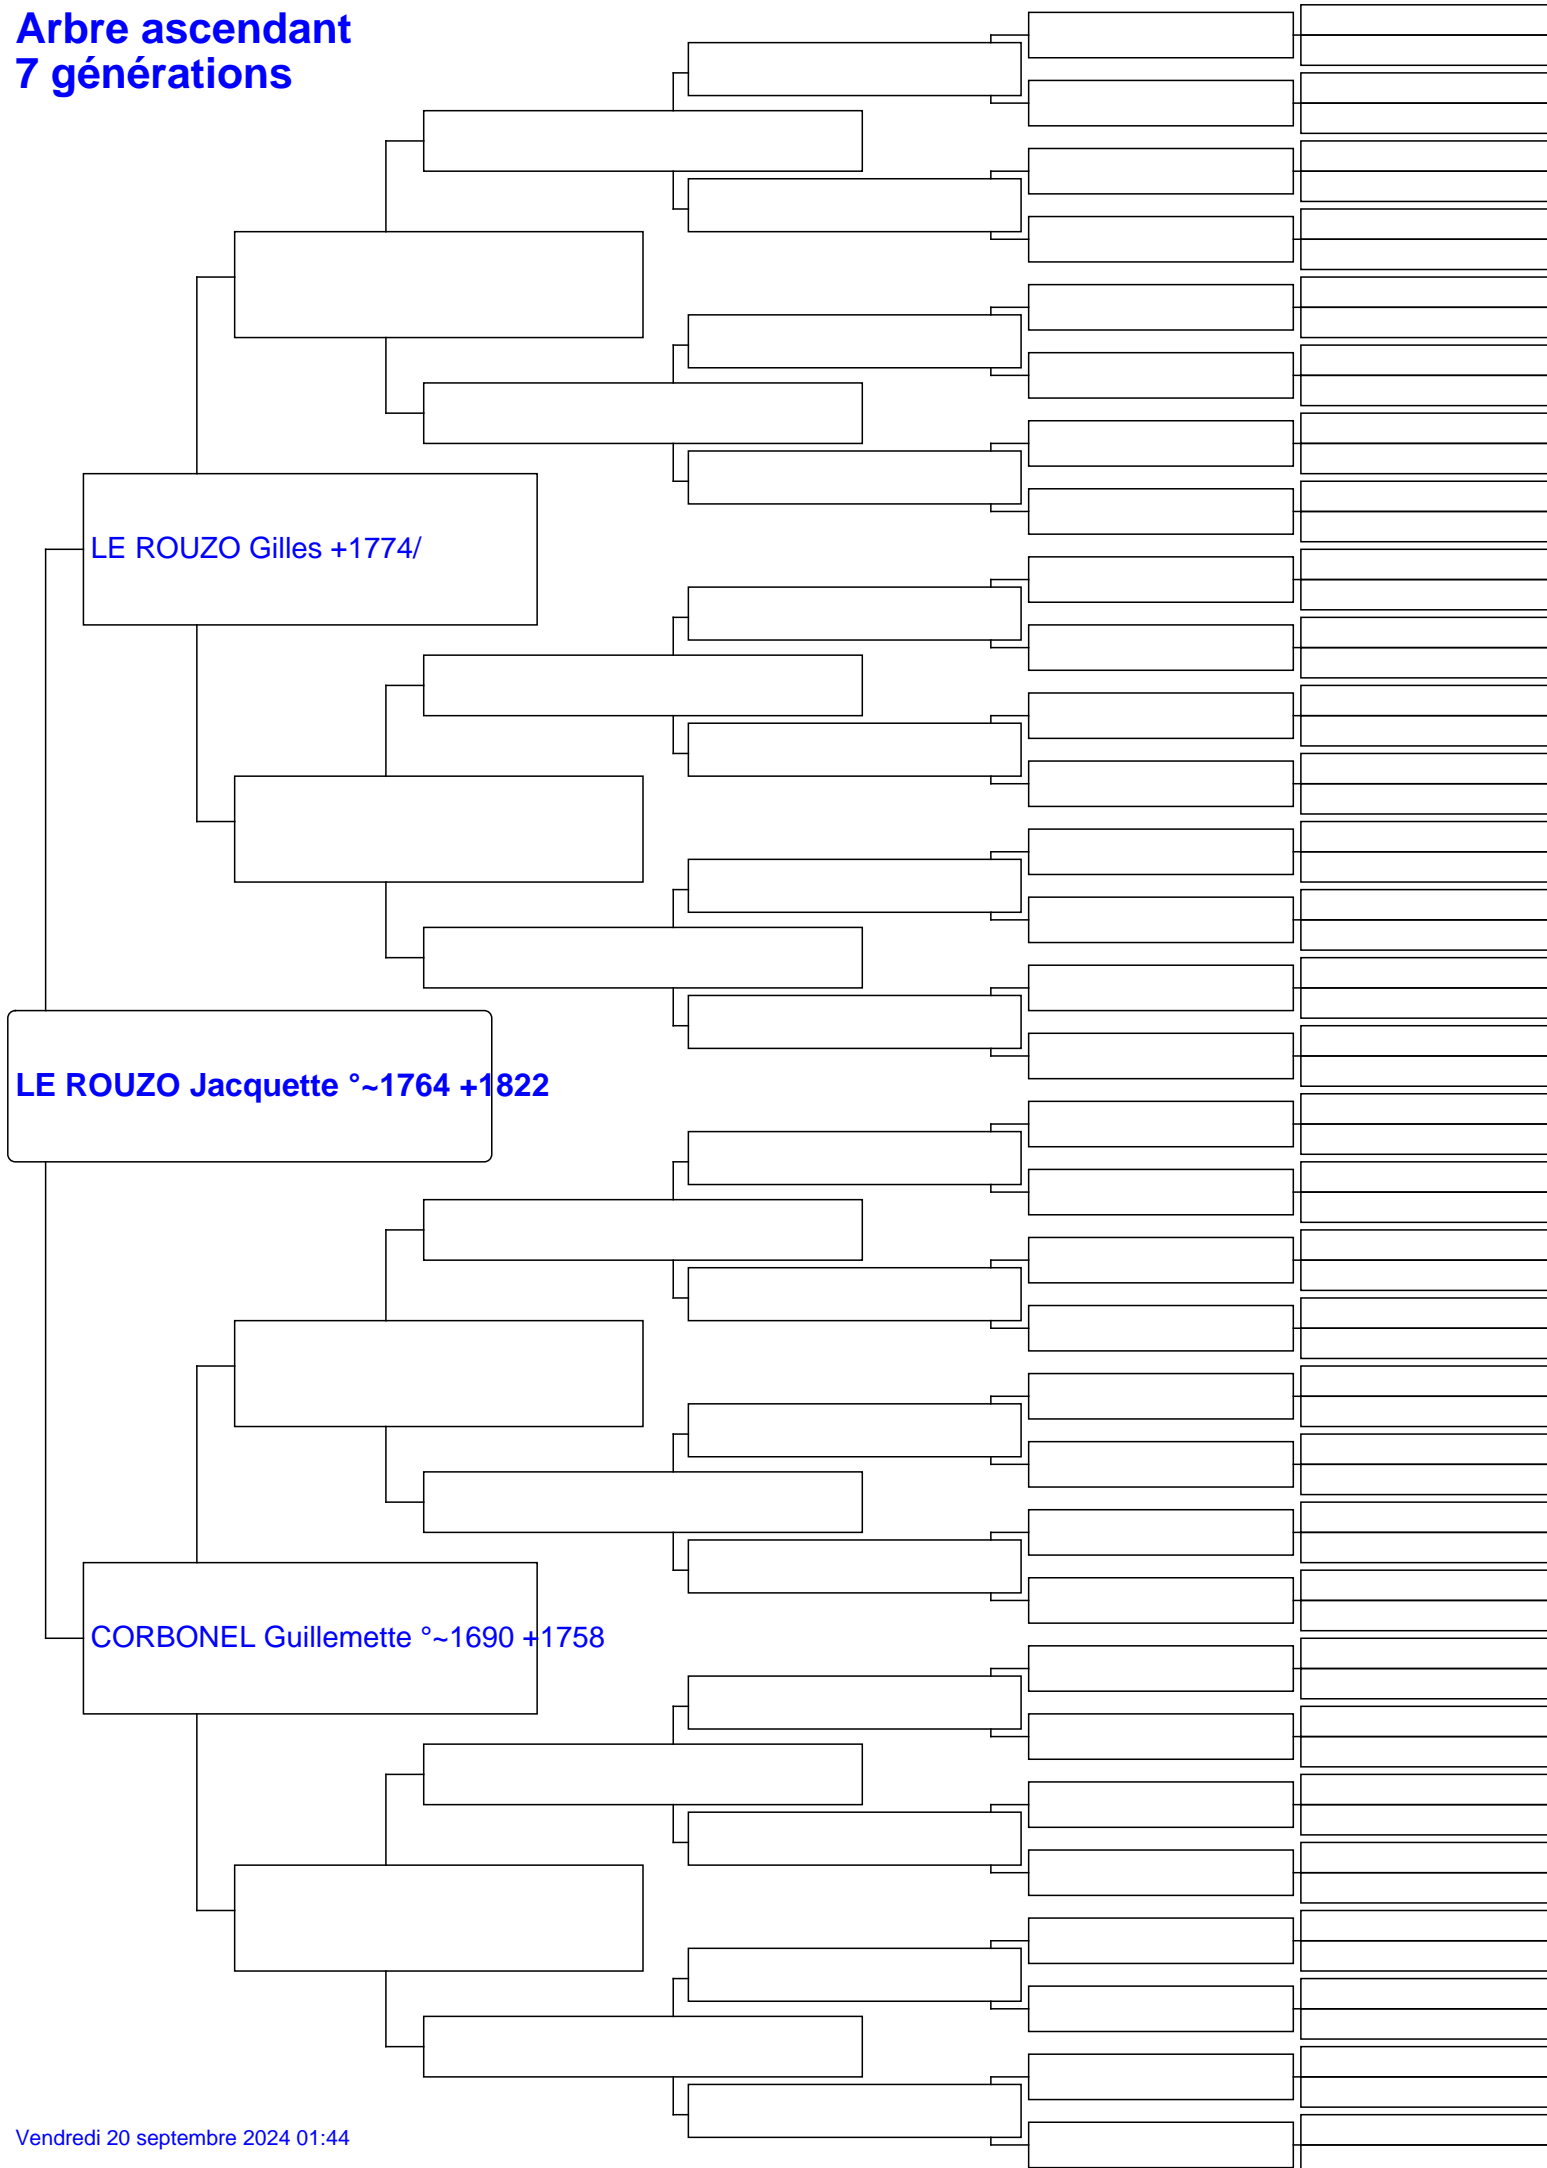 Arbre ascendant
7 générations
LE ROUZO Gilles +1774/
LE ROUZO Jacquette °~1764 +1822
CORBONEL Guillemette °~1690 +1758
Vendredi 20 septembre 2024 01:44